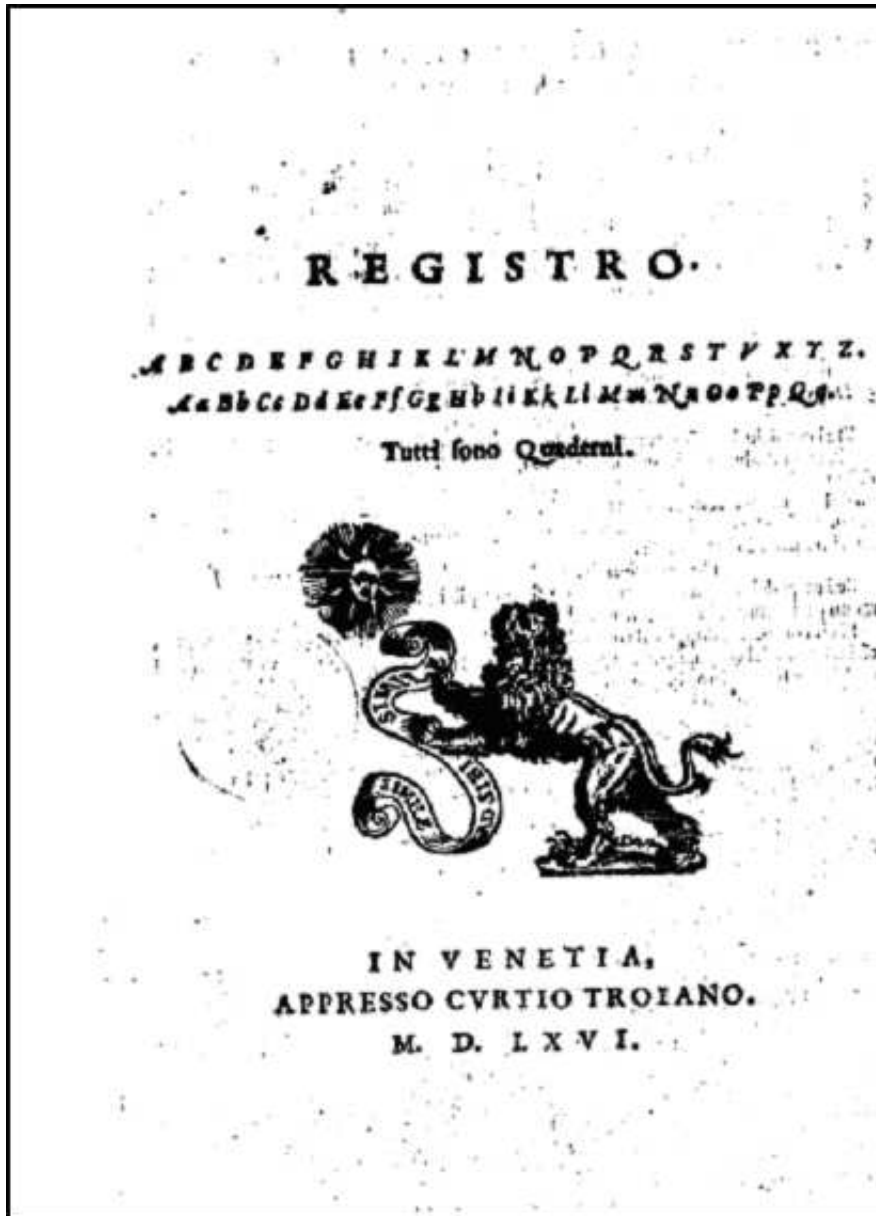 REGISTRO.
A B C D E F G H I K L M N O P Q R S T V X Y Z.
Aa Bb Cc Dd Ee Ff Gg Hh Ii Kk Ll Mm Nn Oo Pp Qq.
Tutti ſono Quaderni.
SIMILE
IN VENETIA,
APPRESSO CVRTIO TROIANO.
M. D. LXVI.